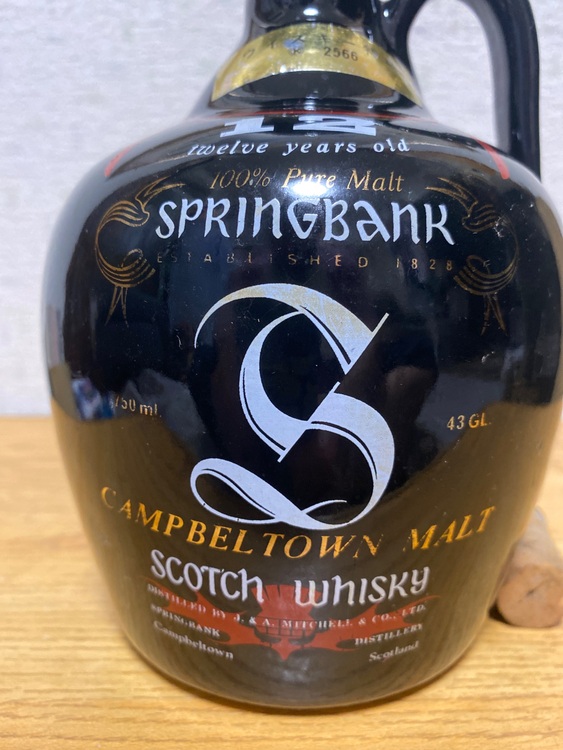 2566
12
twelve years old
100% Pure Malt
SPRINGBANK
ESTABLISHED 1828
750 ml.
43 GL.
S
CAMPBELTOWN MALT
SCOTCH WHISKY
DISTILLED BY J. & A. MITCHELL & CO., LTD.
SPRINGBANK DISTILLERY
Campbeltown Scotland